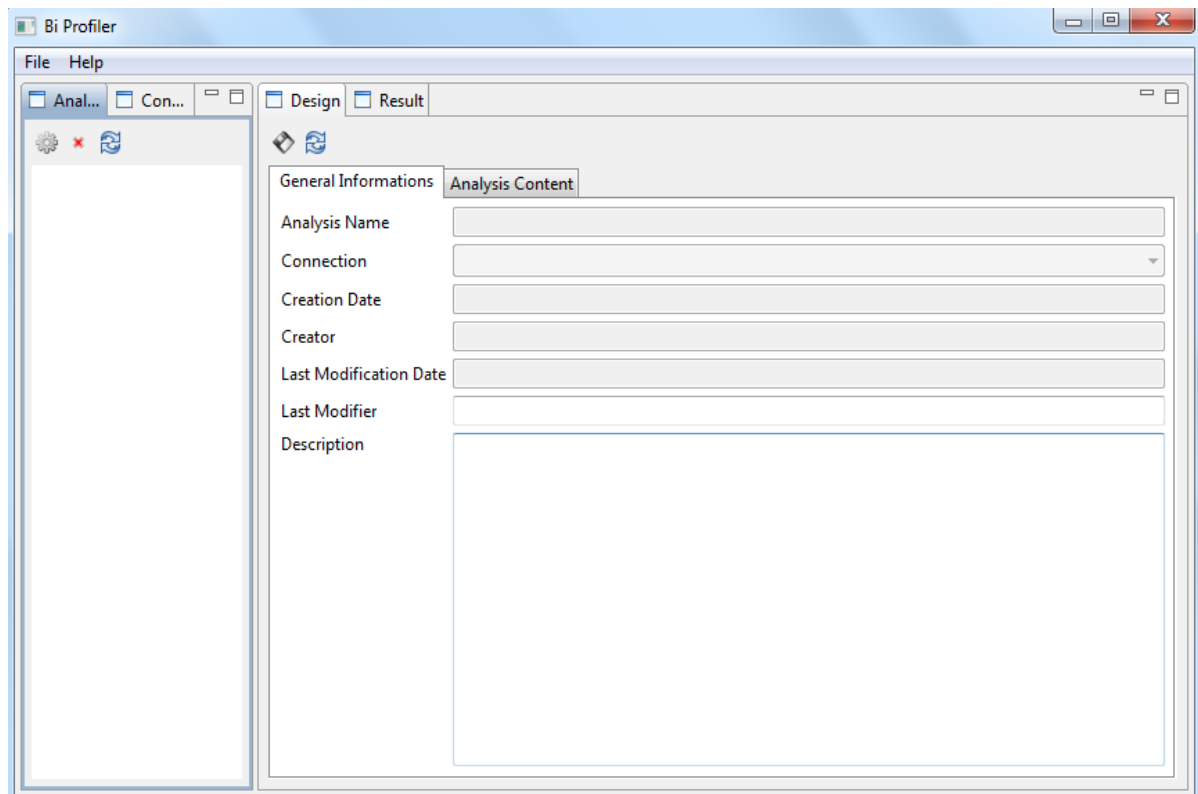 Bi Profiler
File Help
Anal... Con... Design Result
General Informations Analysis Content
Analysis Name
Connection
Creation Date
Creator
Last Modification Date
Last Modifier
Description